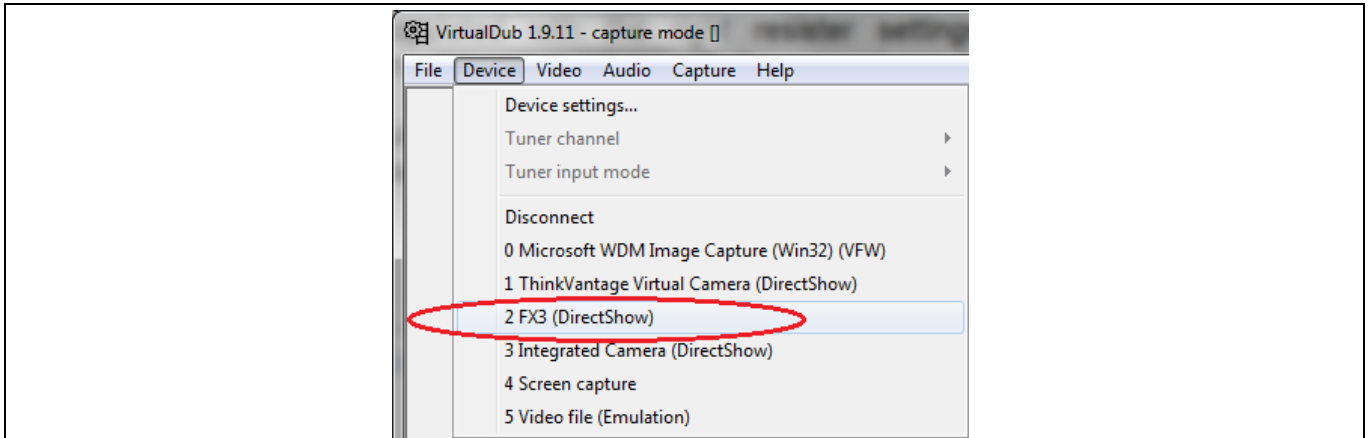 VirtualDub 1.9.11 - capture mode []
File Device Video Audio Capture Help
Device settings...
Tuner channel
Tuner input mode
Disconnect
0 Microsoft WDM Image Capture (Win32) (VFW)
1 ThinkVantage Virtual Camera (DirectShow)
2 FX3 (DirectShow)
3 Integrated Camera (DirectShow)
4 Screen capture
5 Video file (Emulation)